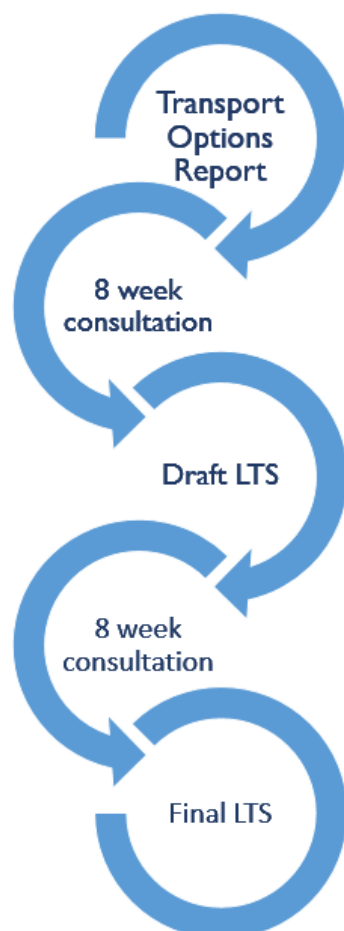 Transport
Options
Report
8 week
consultation
Draft LTS
8 week
consultation
Final LTS